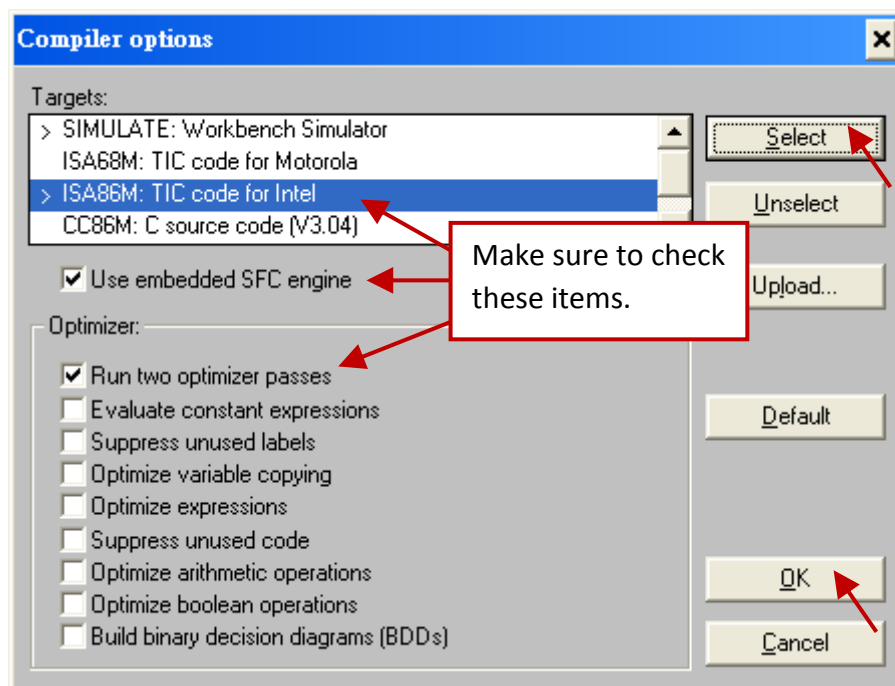 Compiler options
Targets:
> SIMULATE: Workbench Simulator
ISA68M: TIC code for Motorola
> ISA86M: TIC code for Intel
CC86M: C source code (V3.04)
Select
Unselect
Upload...
Use embedded SFC engine
Make sure to check
these items.
Optimizer:
Run two optimizer passes
Evaluate constant expressions
Suppress unused labels
Optimize variable copying
Optimize expressions
Suppress unused code
Optimize arithmetic operations
Optimize boolean operations
Build binary decision diagrams (BDDs)
Default
OK
Cancel